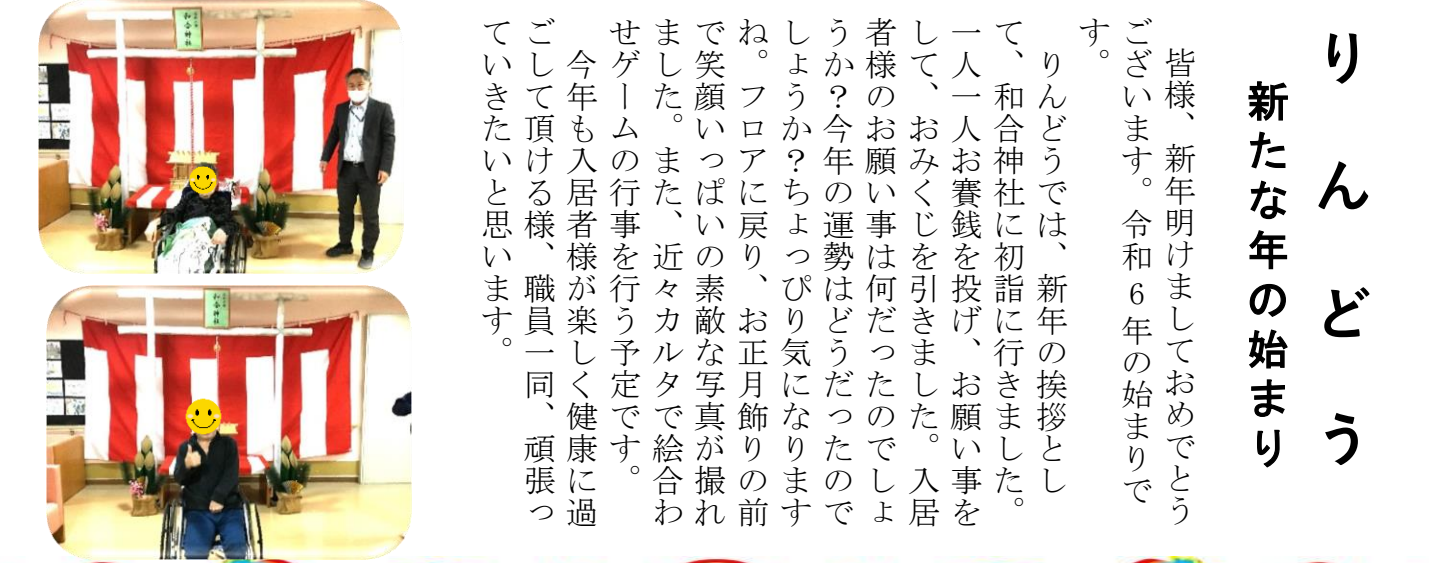 りんどう
新たな年の始まり
皆様、新年明けましておめでとう
ございます。令和6年の始まりで
す。
りんどうでは、新年の挨拶とし
て、和合神社に初詣に行きました。
一人一人お賽銭を投げ、お願い事を
して、おみくじを引きました。入居
者様のお願い事は何だったのでしょ
うか？今年の運勢はどうだったので
しょうか？ちょっぴり気になります
ね。フロアに戻り、お正月飾りの前
で笑顔いっぱいの素敵な写真が撮れ
ました。また、近々カルタで絵合わ
せゲームの行事を行う予定です。
今年も入居者様が楽しく健康に過
ごして頂ける様、職員一同、頑張っ
ていきたいと思います。
和合神社
和合神社